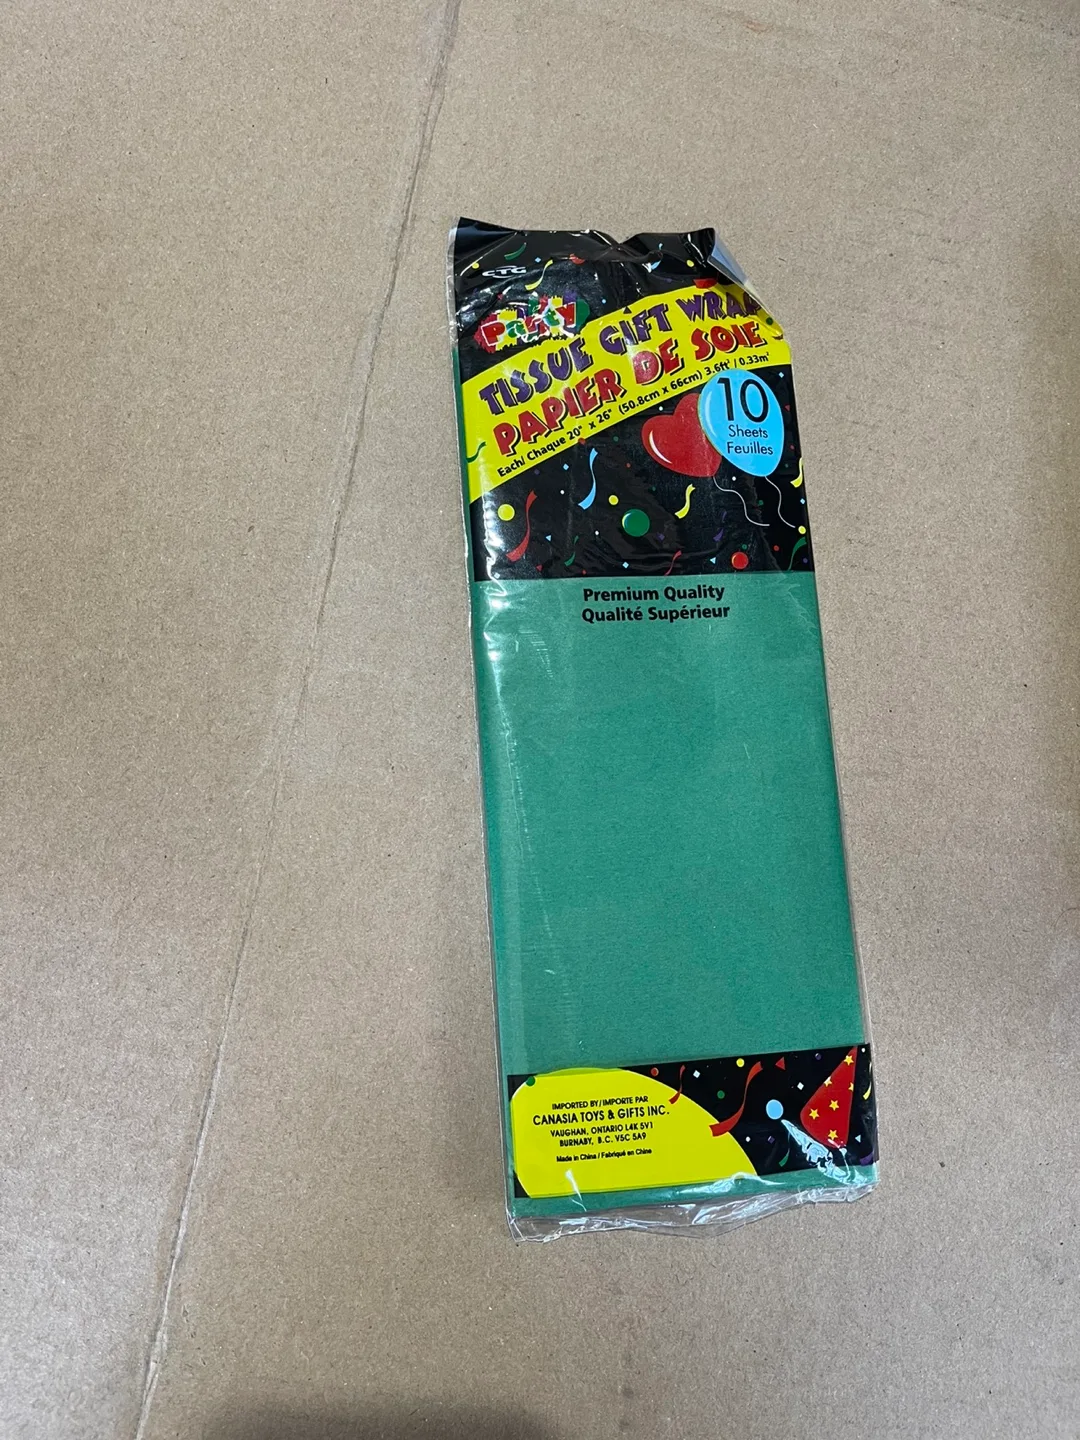 CTG
Party
TISSUE GIFT WRAP
PAPIER DE SOIE
Each/ Chaque 20" x 26" (50.8cm x 66cm) 3.6ft² / 0.33m²
10
Sheets
Feuilles
Premium Quality
Qualité Supérieur
IMPORTED BY/IMPORTE PAR
CANASIA TOYS & GIFTS INC.
VAUGHAN, ONTARIO L4K 5V1
BURNABY, B.C. V5C 5A9
Made in China / Fabriqué en Chine